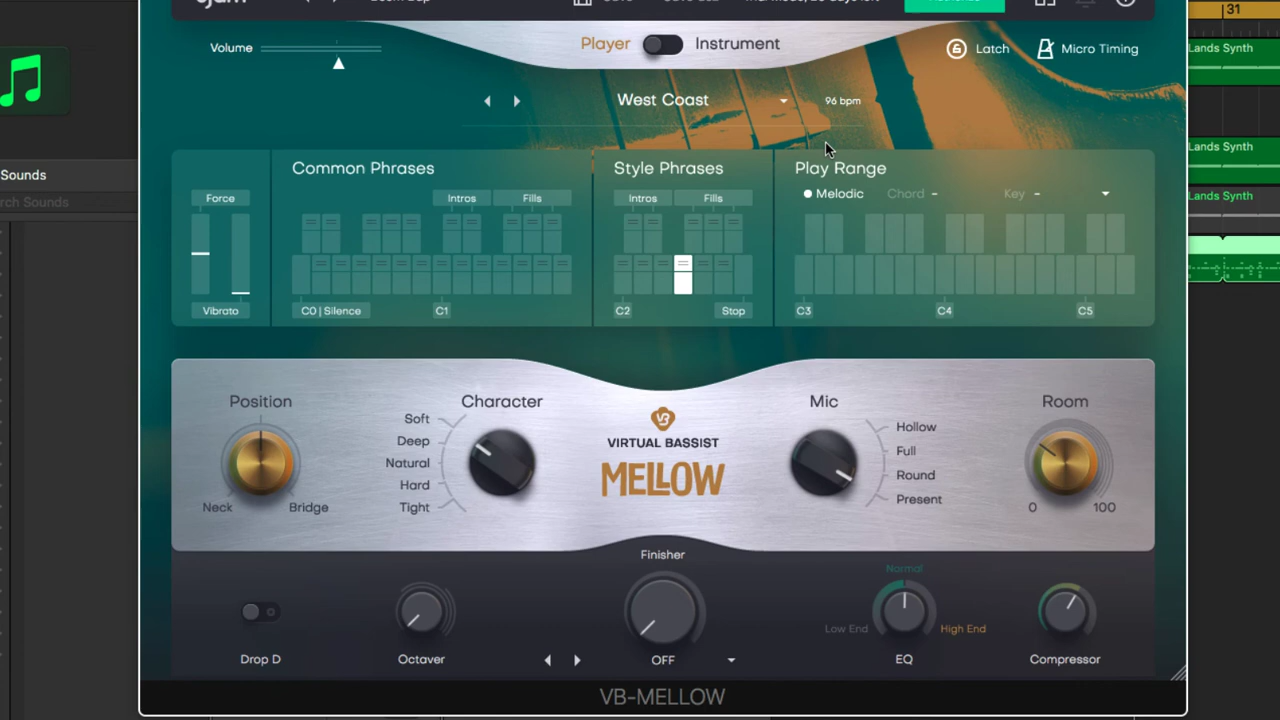 31
Volume
Player
Instrument
Latch
Micro Timing
Lands Synth
West Coast
96 bpm
Lands Synth
Sounds
rch Sounds
Common Phrases
Style Phrases
Play Range
Force
Intros
Fills
Intros
Fills
Melodic
Chord -
Key -
Lands Synth
Vibrato
C0 | Silence
C1
C2
Stop
C3
C4
C5
Position
Character
Mic
Room
Soft
Deep
Natural
Hard
Tight
VB
VIRTUAL BASSIST
MELLOW
Hollow
Full
Round
Present
Neck
Bridge
0
100
Finisher
Normal
Low End
High End
Drop D
Octaver
OFF
EQ
Compressor
VB-MELLOW